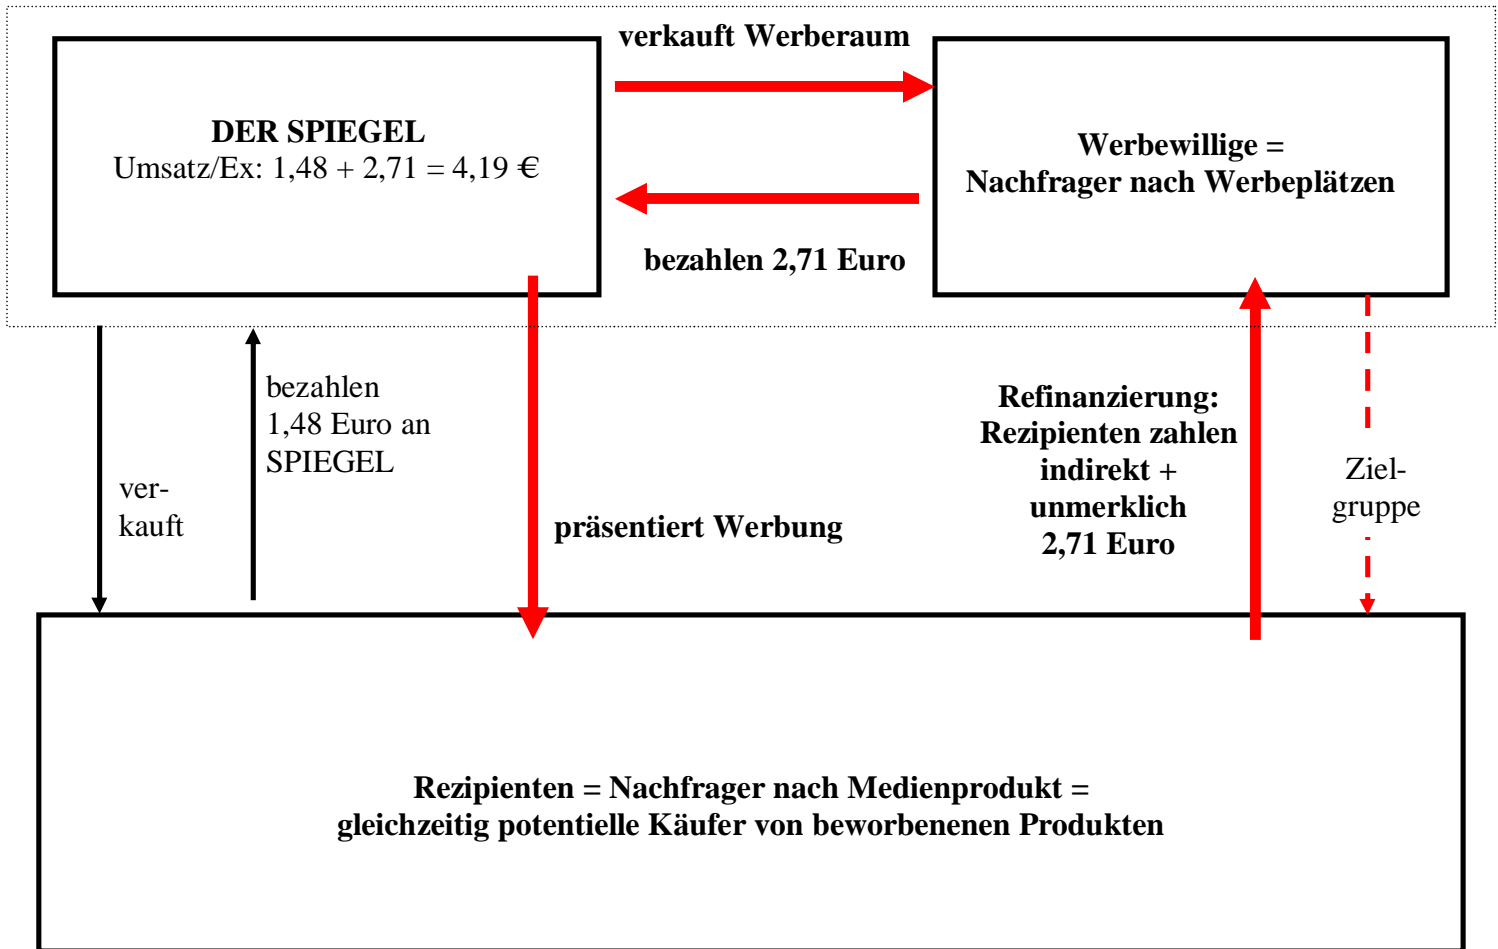 verkauft Werberaum
DER SPIEGEL
Umsatz/Ex: 1,48 + 2,71 = 4,19 €
Werbewillige =
Nachfrager nach Werbeplätzen
bezahlen 2,71 Euro
bezahlen
1,48 Euro an
SPIEGEL
ver-
kauft
präsentiert Werbung
Refinanzierung:
Rezipienten zahlen
indirekt +
unmerklich
2,71 Euro
Ziel-
gruppe
Rezipienten = Nachfrager nach Medienprodukt =
gleichzeitig potentielle Käufer von beworbenenen Produkten